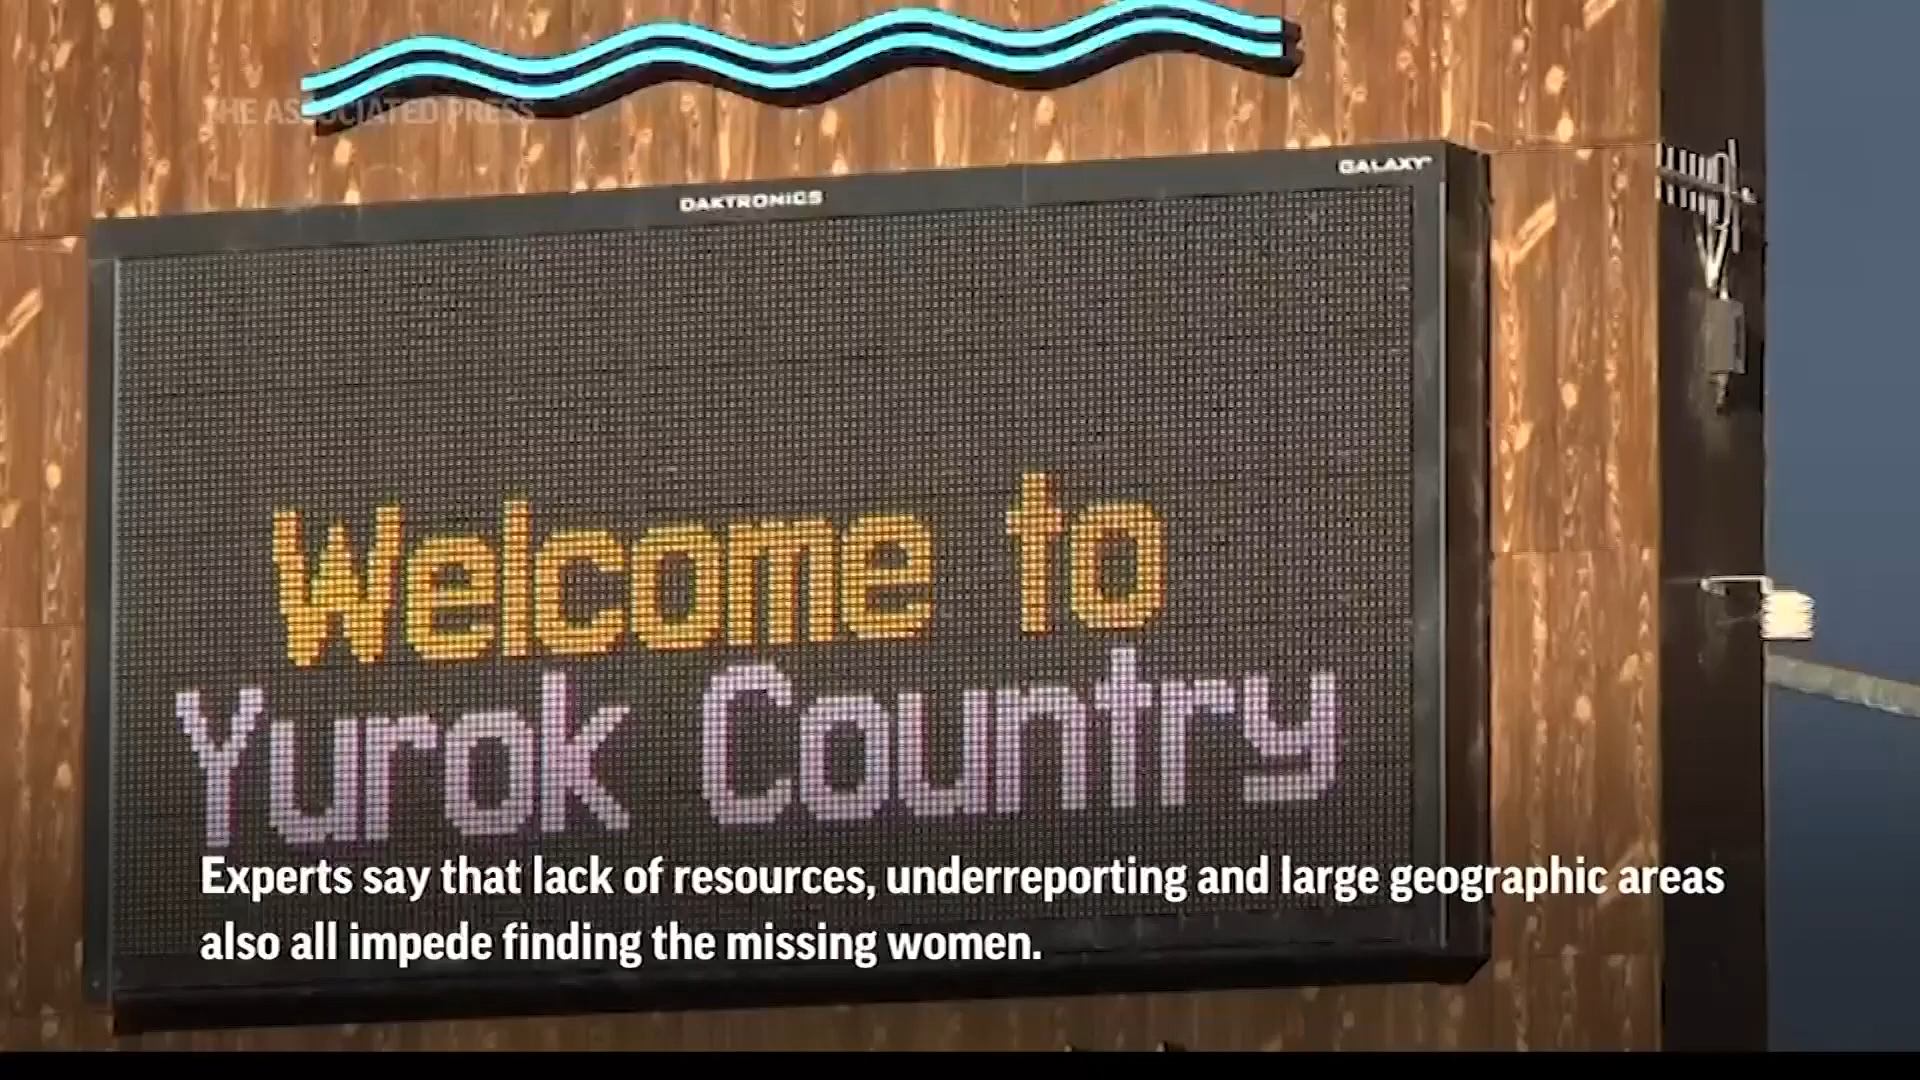 THE ASSOCIATED PRESS
DAKTRONICS
GALAXY
Welcome to
Yurok Country
Experts say that lack of resources, underreporting and large geographic areas
also all impede finding the missing women.